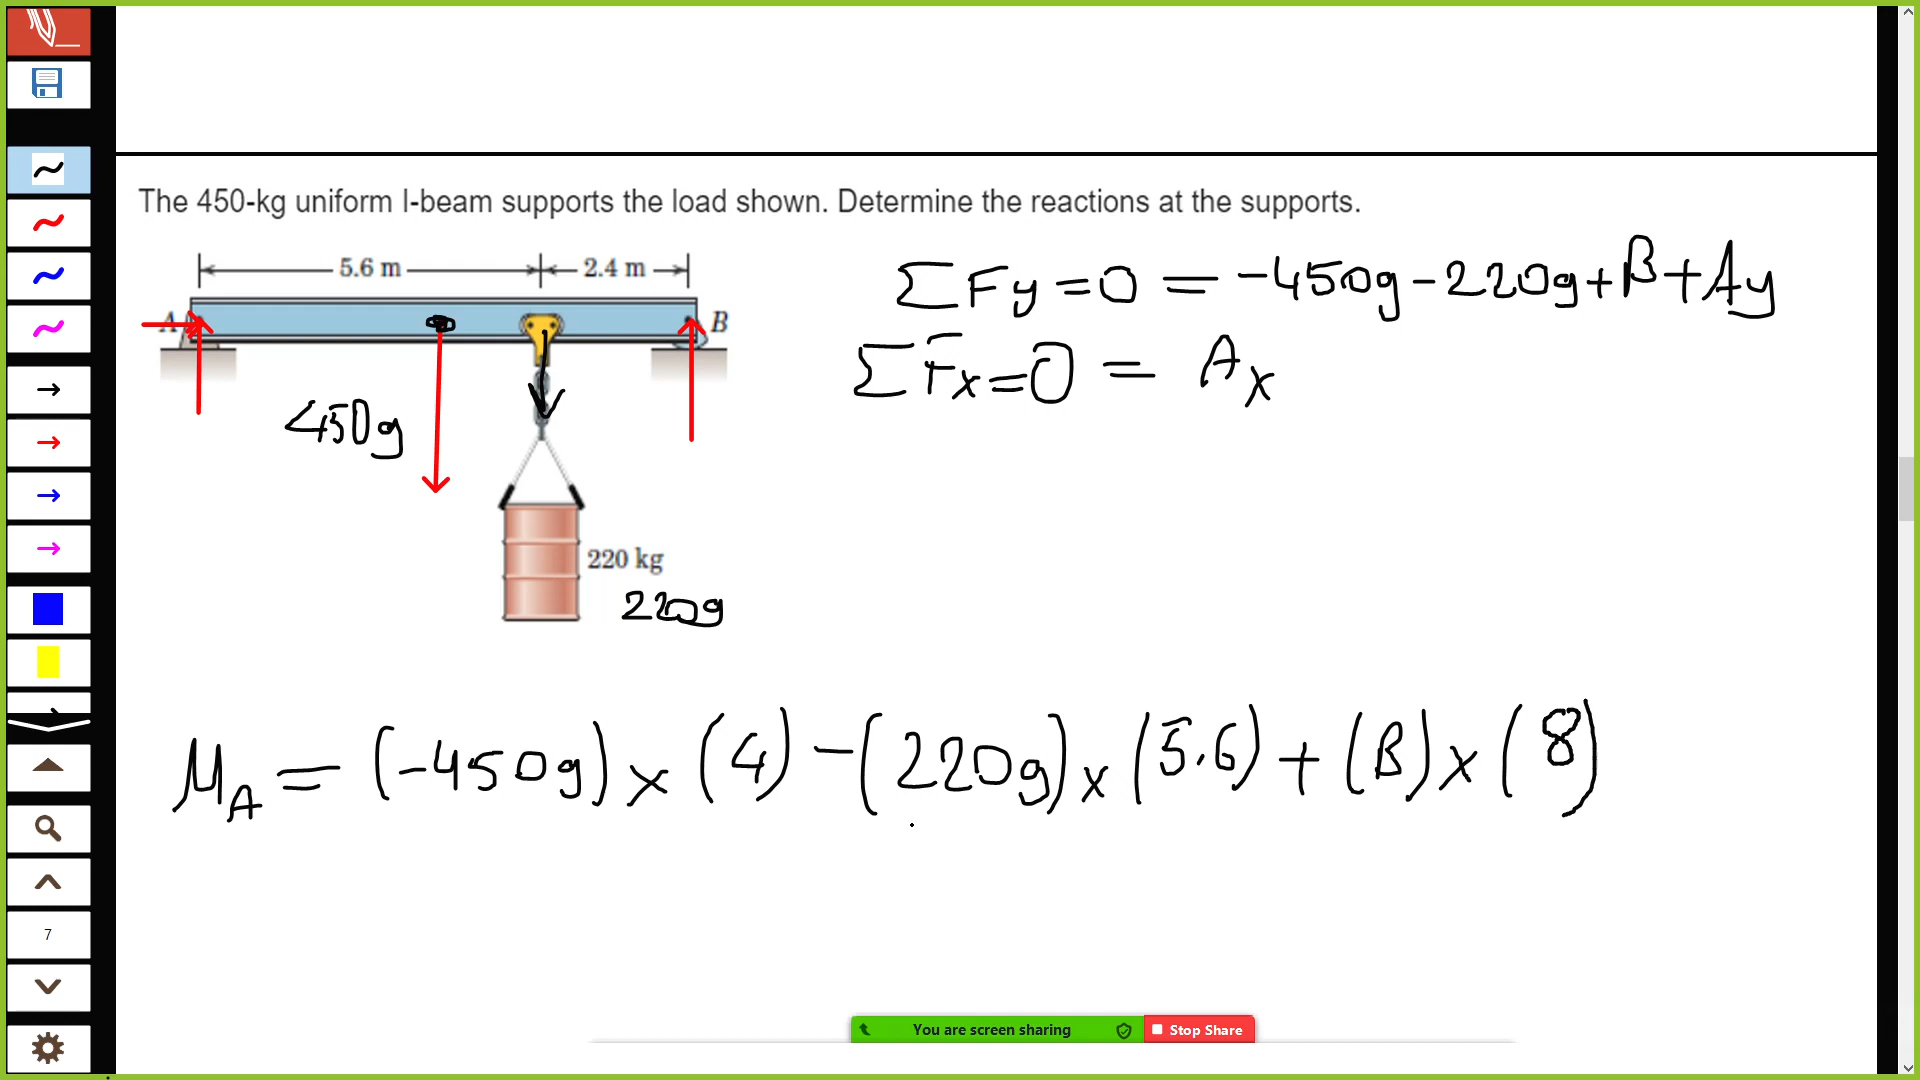 The 450-kg uniform I-beam supports the load shown. Determine the reactions at the supports.
5.6 m
2.4 m
A
B
450g
220 kg
220g
ΣFy=0 = -450g-220g+B+Ay
ΣFx=0 = Ax
MA = (-450g) x (4) - (220g) x (5.6) + (B) x (8)
7
You are screen sharing
Stop Share